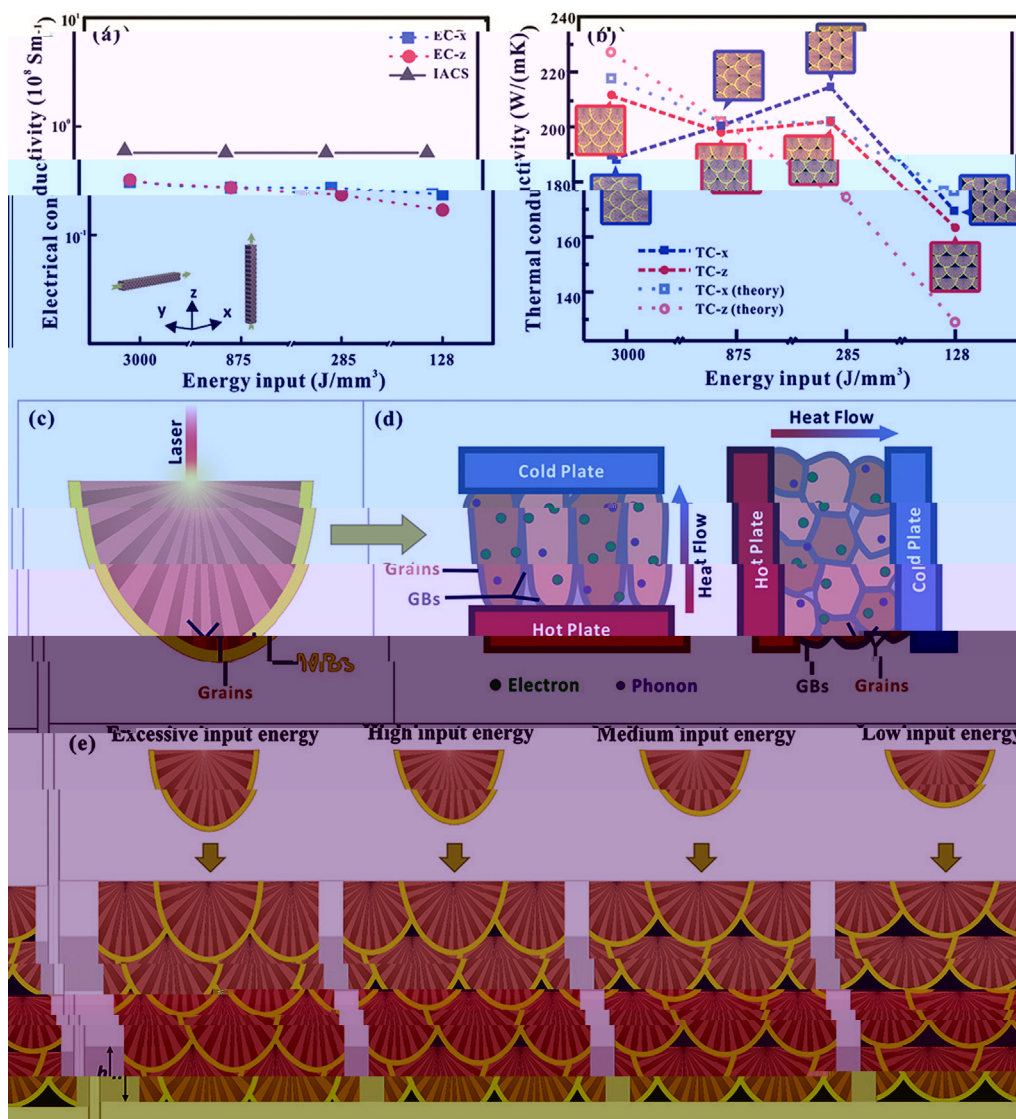 (a)
10¹
10⁰
10⁻¹
EC-x
EC-z
IACS
Electrical conductivity (10⁸ Sm⁻¹)
z
y
x
3000
875
285
128
Energy input (J/mm³)
(b)
240
220
200
180
160
130
Thermal conductivity (W/(mK)
TC-x
TC-z
TC-x (theory)
TC-z (theory)
3000
875
285
128
Energy input (J/mm³)
(c)
Laser
MPBs
Grains
(d)
Heat Flow
Cold Plate
Heat Flow
Hot Plate
Cold Plate
Grains
GBs
Hot Plate
GBs
Grains
Electron
Phonon
(e)
Excessive input energy
High input energy
Medium input energy
Low input energy